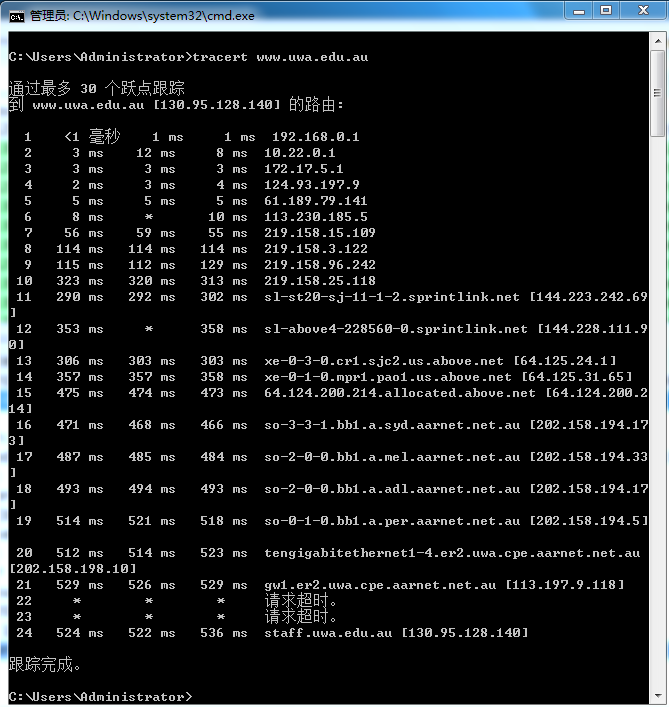 管理员: C:\Windows\system32\cmd.exe
C:\Users\Administrator>tracert www.uwa.edu.au
通过最多 30 个跃点跟踪
到 www.uwa.edu.au [130.95.128.140] 的路由:
1 <1 毫秒 1 ms 1 ms 192.168.0.1
2 3 ms 12 ms 8 ms 10.22.0.1
3 3 ms 3 ms 3 ms 172.17.5.1
4 2 ms 3 ms 4 ms 124.93.197.9
5 5 ms 5 ms 5 ms 61.189.79.141
6 8 ms * 10 ms 113.230.185.5
7 56 ms 59 ms 55 ms 219.158.15.109
8 114 ms 114 ms 114 ms 219.158.3.122
9 115 ms 112 ms 129 ms 219.158.96.242
10 323 ms 320 ms 313 ms 219.158.25.118
11 290 ms 292 ms 302 ms sl-st20-sj-11-1-2.sprintlink.net [144.223.242.69
]
12 353 ms * 358 ms sl-above4-228560-0.sprintlink.net [144.228.111.9
0]
13 306 ms 303 ms 303 ms xe-0-3-0.cr1.sjc2.us.above.net [64.125.24.1]
14 357 ms 357 ms 358 ms xe-0-1-0.mpr1.pao1.us.above.net [64.125.31.65]
15 475 ms 474 ms 473 ms 64.124.200.214.allocated.above.net [64.124.200.2
14]
16 471 ms 468 ms 466 ms so-3-3-1.bb1.a.syd.aarnet.net.au [202.158.194.17
3]
17 487 ms 485 ms 484 ms so-2-0-0.bb1.a.mel.aarnet.net.au [202.158.194.33
]
18 493 ms 494 ms 493 ms so-2-0-0.bb1.a.adl.aarnet.net.au [202.158.194.17
]
19 514 ms 521 ms 518 ms so-0-1-0.bb1.a.per.aarnet.net.au [202.158.194.5]
20 512 ms 514 ms 523 ms tengigabitethernet1-4.er2.uwa.cpe.aarnet.net.au
[202.158.198.10]
21 529 ms 526 ms 529 ms gw1.er2.uwa.cpe.aarnet.net.au [113.197.9.118]
22 * * * 请求超时。
23 * * * 请求超时。
24 524 ms 522 ms 536 ms staff.uwa.edu.au [130.95.128.140]
跟踪完成。
C:\Users\Administrator>